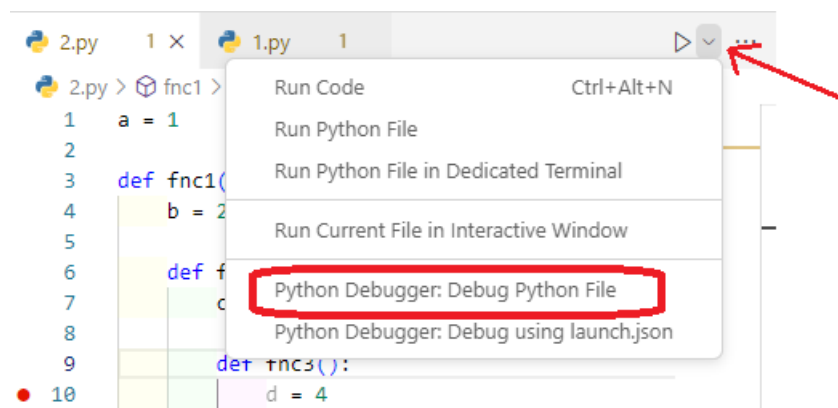 2.py 1 × 1.py 1
2.py > fnc1 >
Run Code Ctrl+Alt+N
Run Python File
Run Python File in Dedicated Terminal
Run Current File in Interactive Window
Python Debugger: Debug Python File
Python Debugger: Debug using launch.json
1 a = 1
2
3 def fnc1(
4 b = 2
5
6 def f
7 c
8
9 def fnc3():
10 d = 4